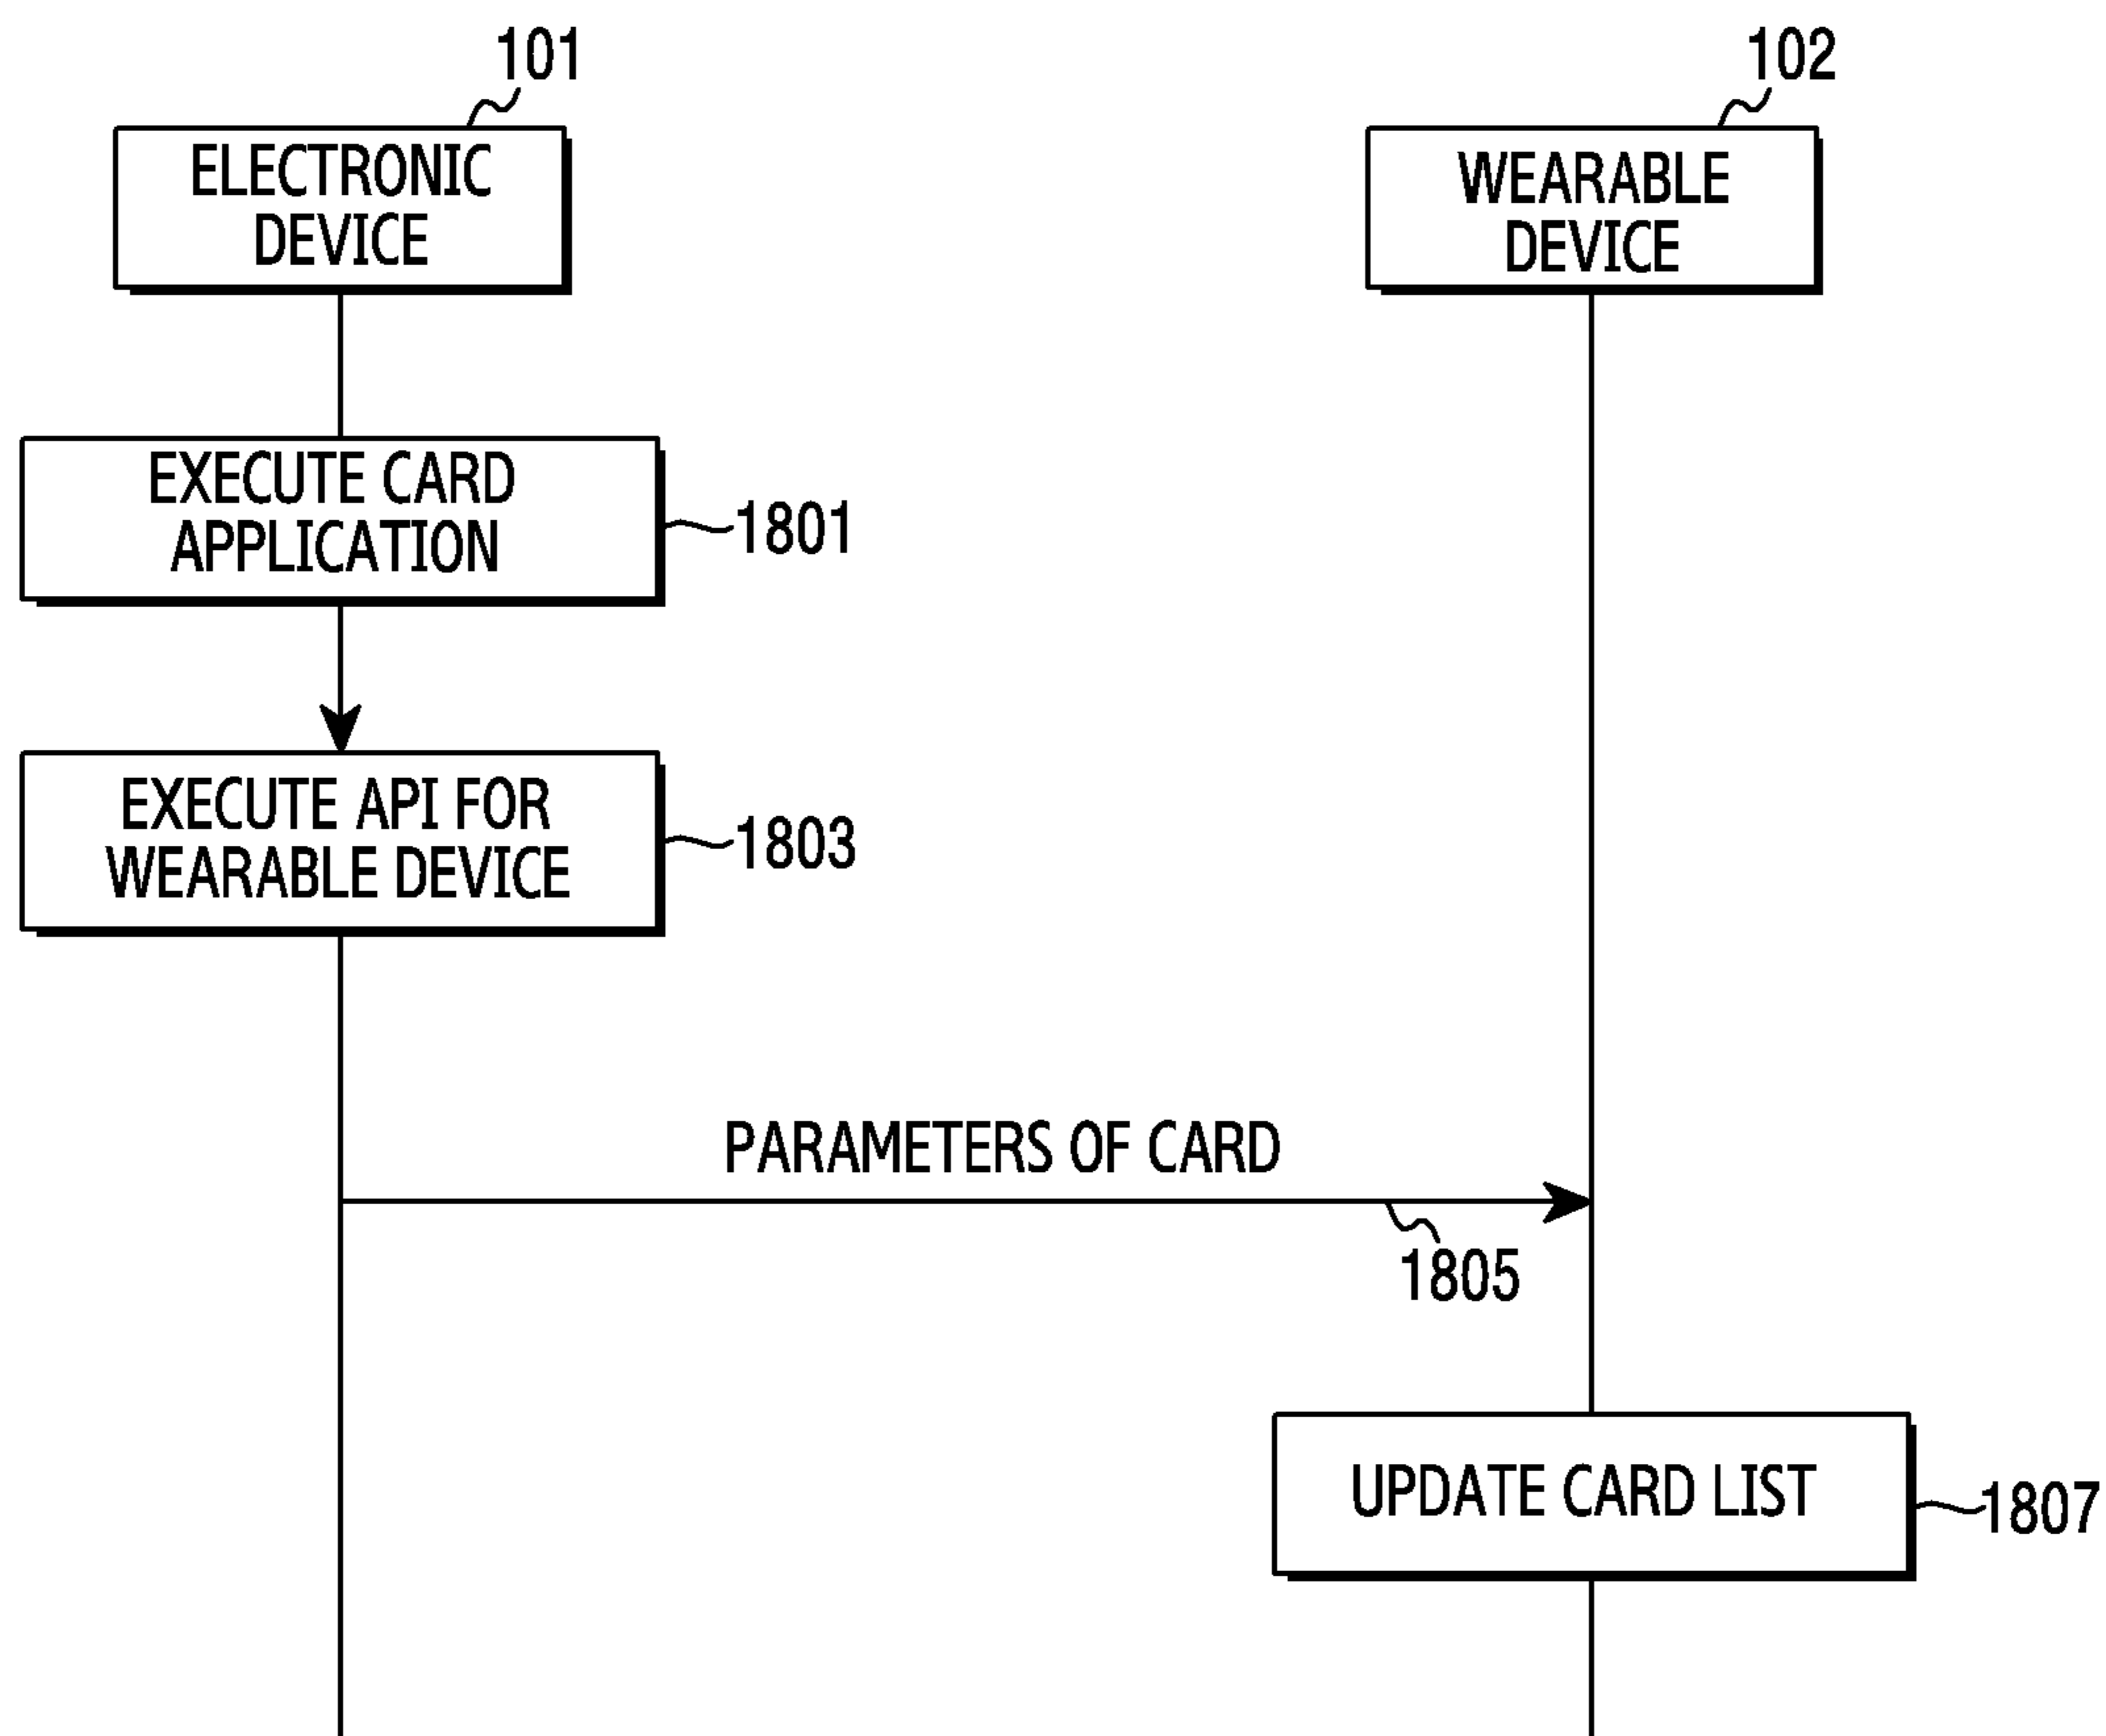 101
102
ELECTRONIC
DEVICE
WEARABLE
DEVICE
EXECUTE CARD
APPLICATION
1801
EXECUTE API FOR
WEARABLE DEVICE
1803
PARAMETERS OF CARD
1805
UPDATE CARD LIST
1807